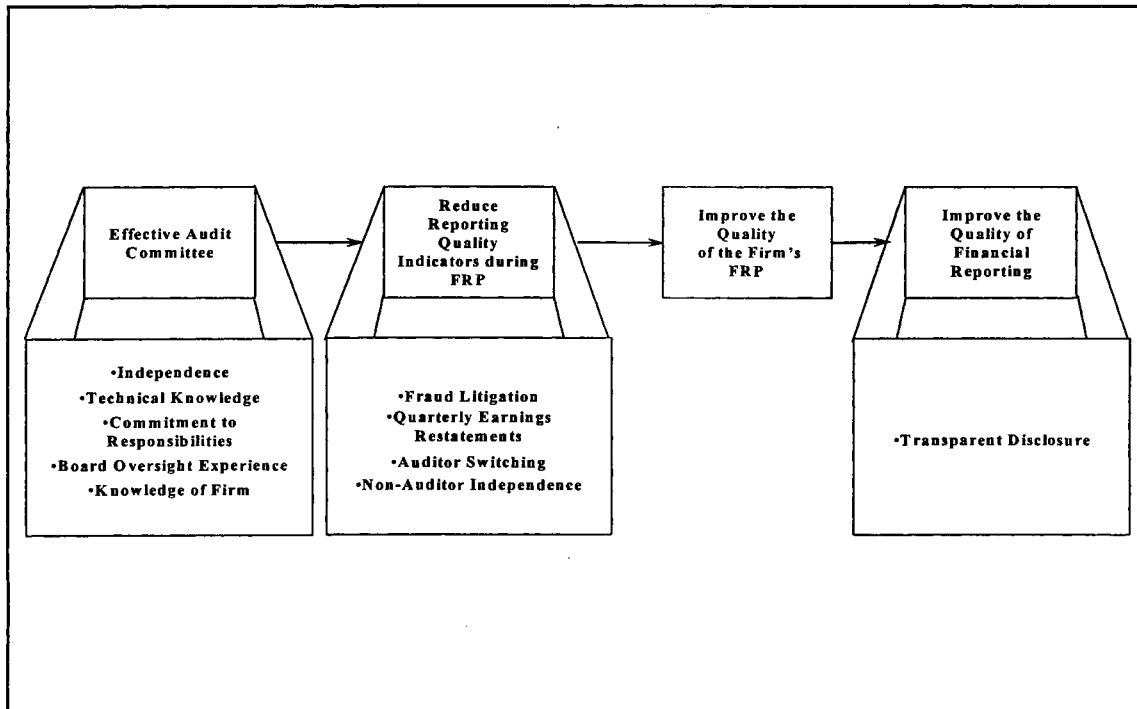 Effective Audit
Committee
•Independence
•Technical Knowledge
•Commitment to
Responsibilities
•Board Oversight Experience
•Knowledge of Firm
Reduce
Reporting
Quality
Indicators during
FRP
•Fraud Litigation
•Quarterly Earnings
Restatements
•Auditor Switching
•Non-Auditor Independence
Improve the
Quality
of the Firm's
FRP
Improve the
Quality of
Financial
Reporting
•Transparent Disclosure